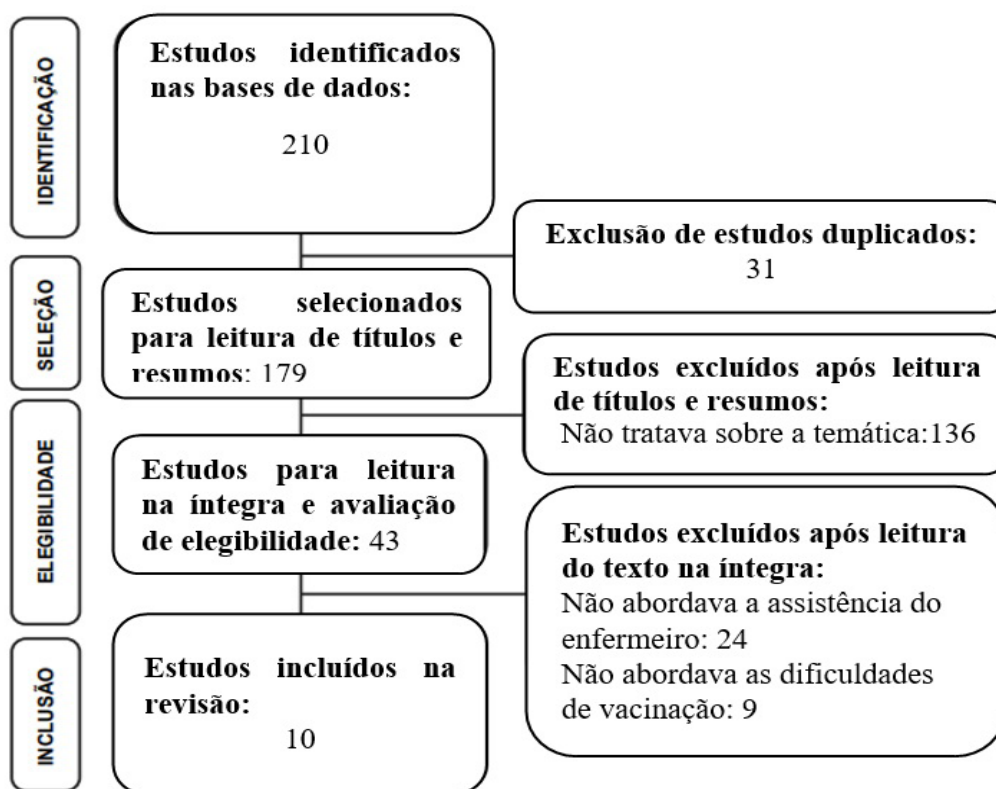 IDENTIFICAÇÃO
Estudos identificados
nas bases de dados:
210
Exclusão de estudos duplicados:
31
SELEÇÃO
Estudos selecionados
para leitura de títulos e
resumos: 179
Estudos excluídos após leitura
de títulos e resumos:
Não tratava sobre a temática:136
ELEGIBILIDADE
Estudos para leitura
na íntegra e avaliação
de elegibilidade: 43
Estudos excluídos após leitura
do texto na íntegra:
Não abordava a assistência do
enfermeiro: 24
Não abordava as dificuldades
de vacinação: 9
INCLUSÃO
Estudos incluídos na
revisão:
10